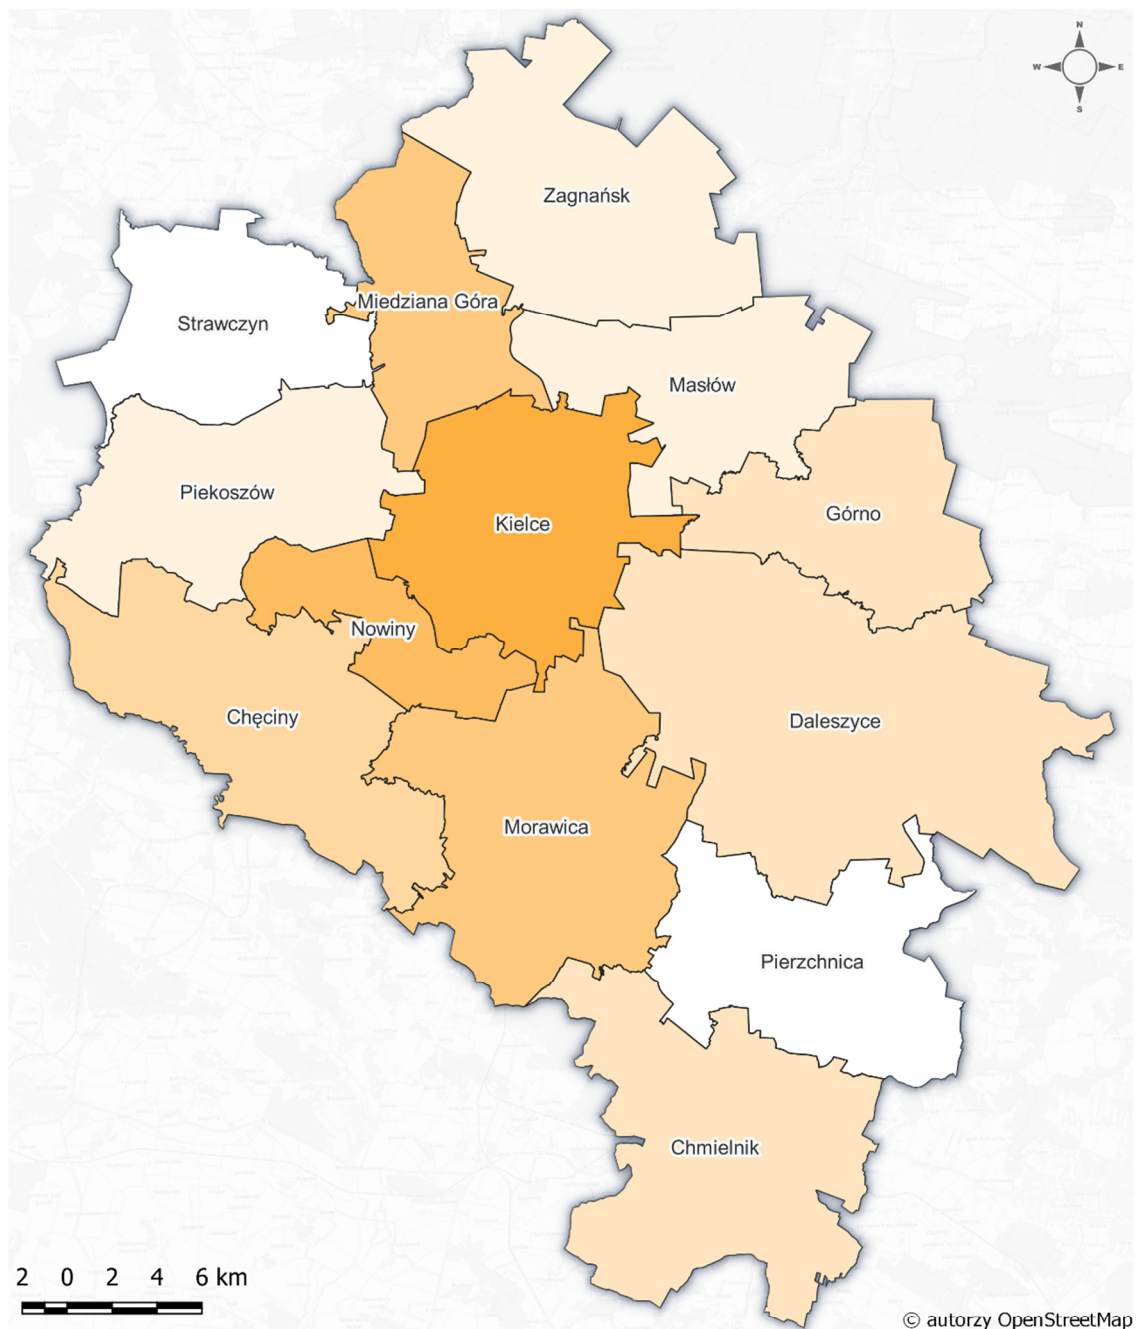 N
W E
S
Zagnańsk
Miedziana Góra
Strawczyn
Masłów
Piekoszów
Górno
Kielce
Nowiny
Chęciny
Daleszyce
Morawica
Pierzchnica
Chmielnik
2 0 2 4 6 km
© autorzy OpenStreetMap